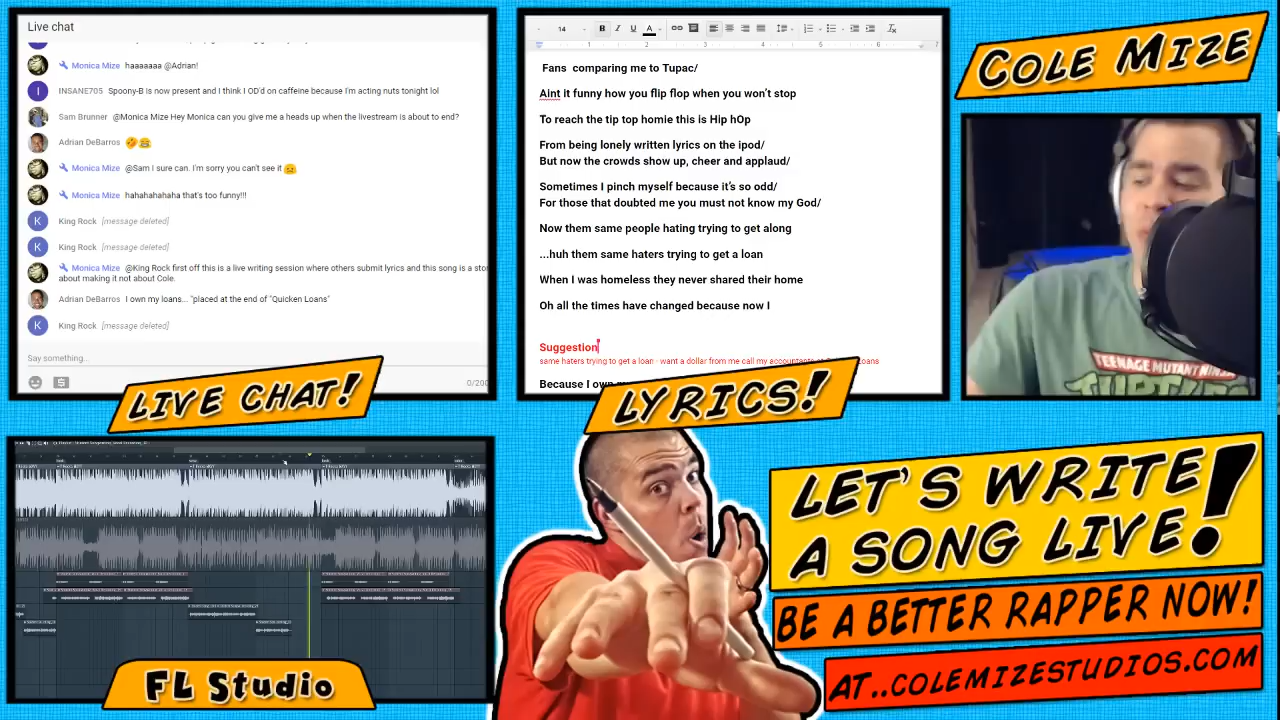 Live chat
Monica Mize haaaaaaa @Adrian!
I INSANE705 Spoony-B is now present and I think I OD'd on caffeine because I'm acting nuts tonight lol
Sam Brunner @Monica Mize Hey Monica can you give me a heads up when the livestream is about to end?
Adrian DeBarros
Monica Mize @Sam I sure can. I'm sorry you can't see it
Monica Mize hahahahahaha that's too funny!!!
K King Rock [message deleted]
K King Rock [message deleted]
Monica Mize @King Rock first off this is a live writing session where others submit lyrics and this song is a sto
about making it not about Cole.
Adrian DeBarros I own my loans... "placed at the end of "Quicken Loans"
K King Rock [message deleted]
Say something...
0/200
LIVE CHAT!
14 B I U A
1 2 3 4 5 6 7
Fans comparing me to Tupac/
Aint it funny how you flip flop when you won't stop
To reach the tip top homie this is Hip hOp
From being lonely written lyrics on the ipod/
But now the crowds show up, cheer and applaud/
Sometimes I pinch myself because it's so odd/
For those that doubted me you must not know my God/
Now them same people hating trying to get along
...huh them same haters trying to get a loan
When I was homeless they never shared their home
Oh all the times have changed because now I
Suggestion
same haters trying to get a loan - want a dollar from me call my accountants at
Loans
Because I own
LYRICS!
COLE MIZE
TEENAGE MUTANT NINJA
TURTLES
FL Studio
LET'S WRITE
A SONG LIVE!
BE A BETTER RAPPER NOW!
AT..COLEMIZESTUDIOS.COM